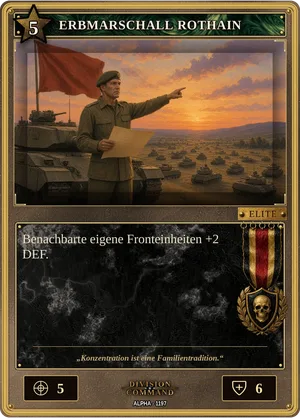 5
ERBMARSCHALL ROTHAIN
ELITE
Benachbarte eigene Fronteinheiten +2
DEF.
„Konzentration ist eine Familientradition.“
5
DIVISION
COMMAND
ALPHA 1197
6